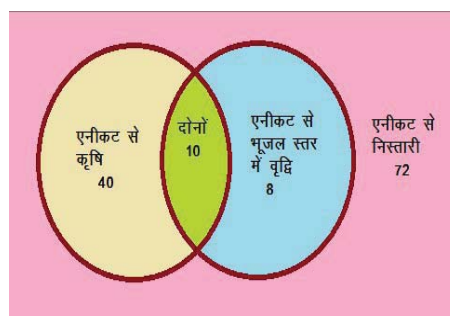 एनीकट से
कृषि
40
दोनों
10
एनीकट से
भूजल स्तर
में वृद्दि
8
एनीकट से
निस्तारी
72